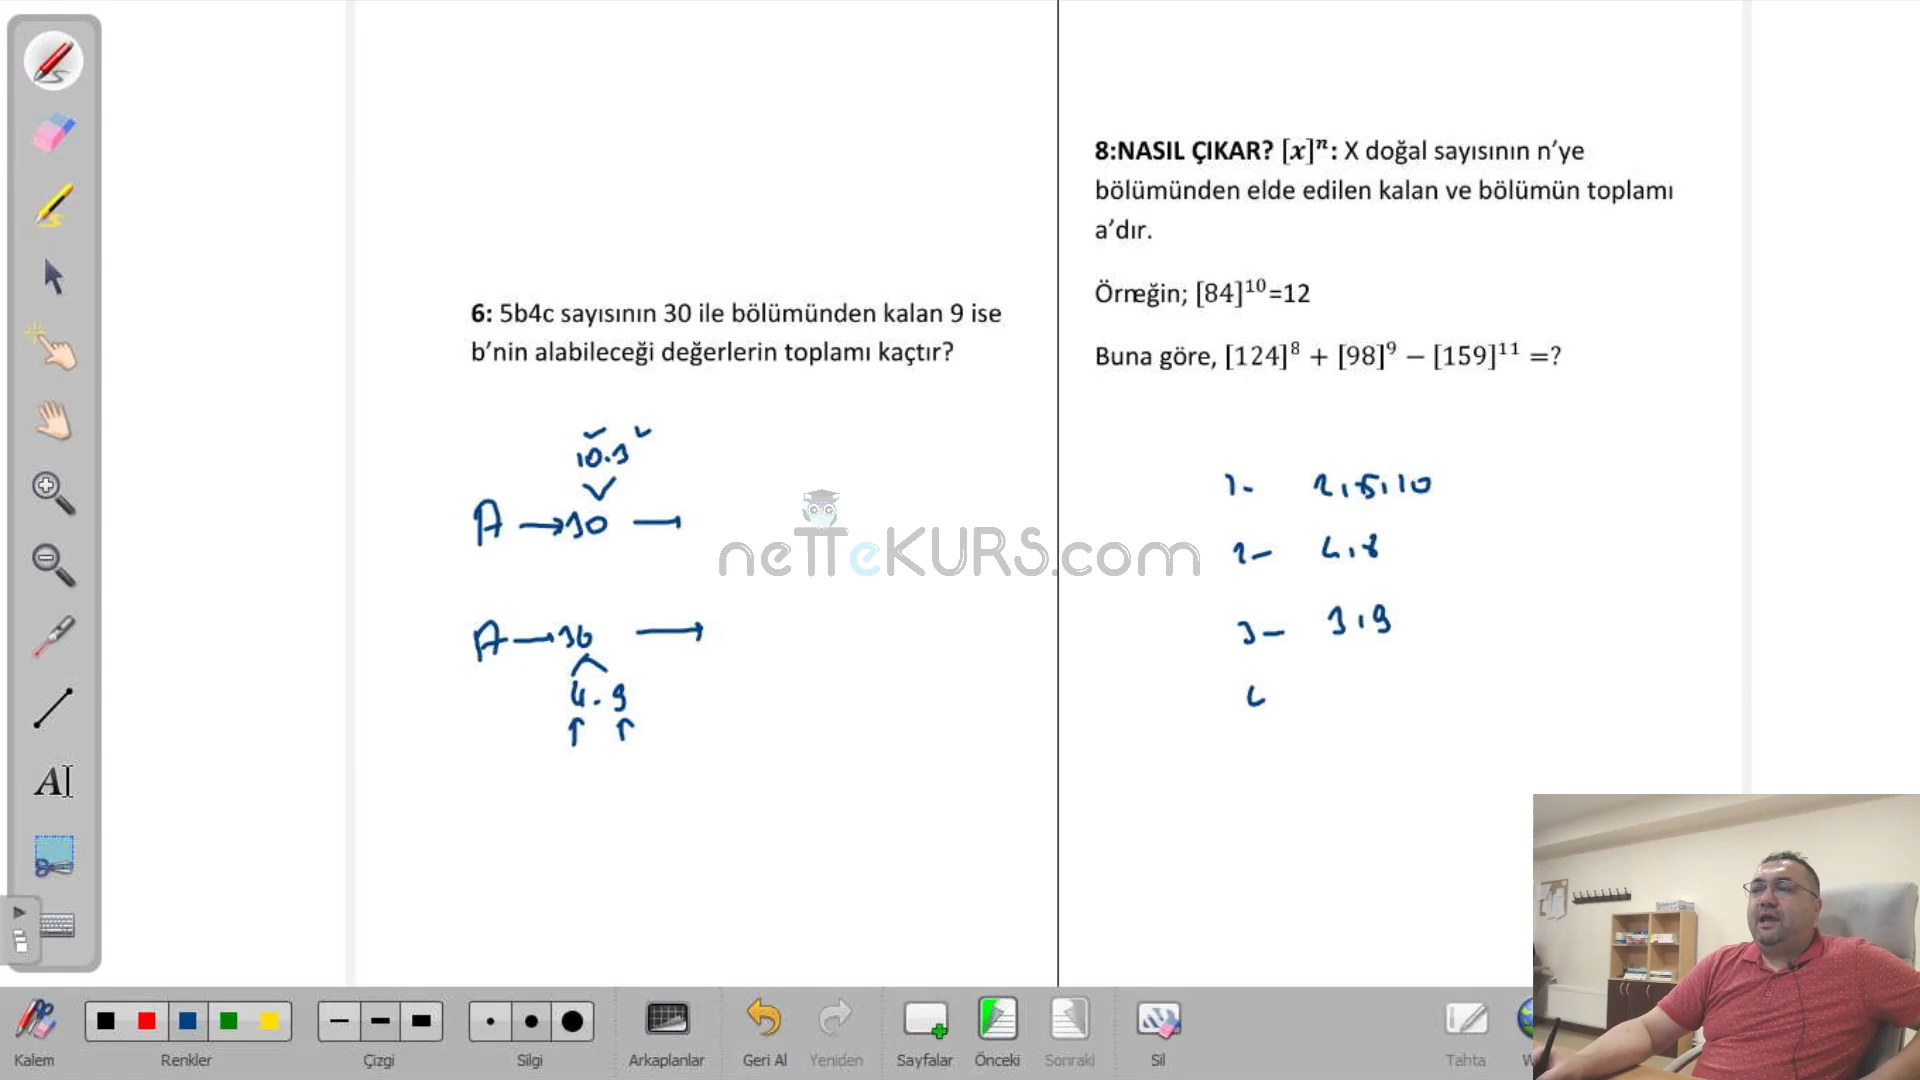 6: 5b4c sayısının 30 ile bölümünden kalan 9 ise
b’nin alabileceği değerlerin toplamı kaçtır?
10.3
A → 30
A → 36
4.9
8:NASIL ÇIKAR? [x]ⁿ: X doğal sayısının n’ye
bölümünden elde edilen kalan ve bölümün toplamı
a’dır.
Örneğin; [84]¹⁰=12
Buna göre, [124]⁸ + [98]⁹ − [159]¹¹ =?
1- 2,5,10
2- 4,8
3- 3,9
netteKURS.com
AI
Kalem
Renkler
Çizgi
Silgi
Arkaplanlar
Geri Al
Yeniden
Sayfalar
Önceki
Sonraki
Sil
Tahta